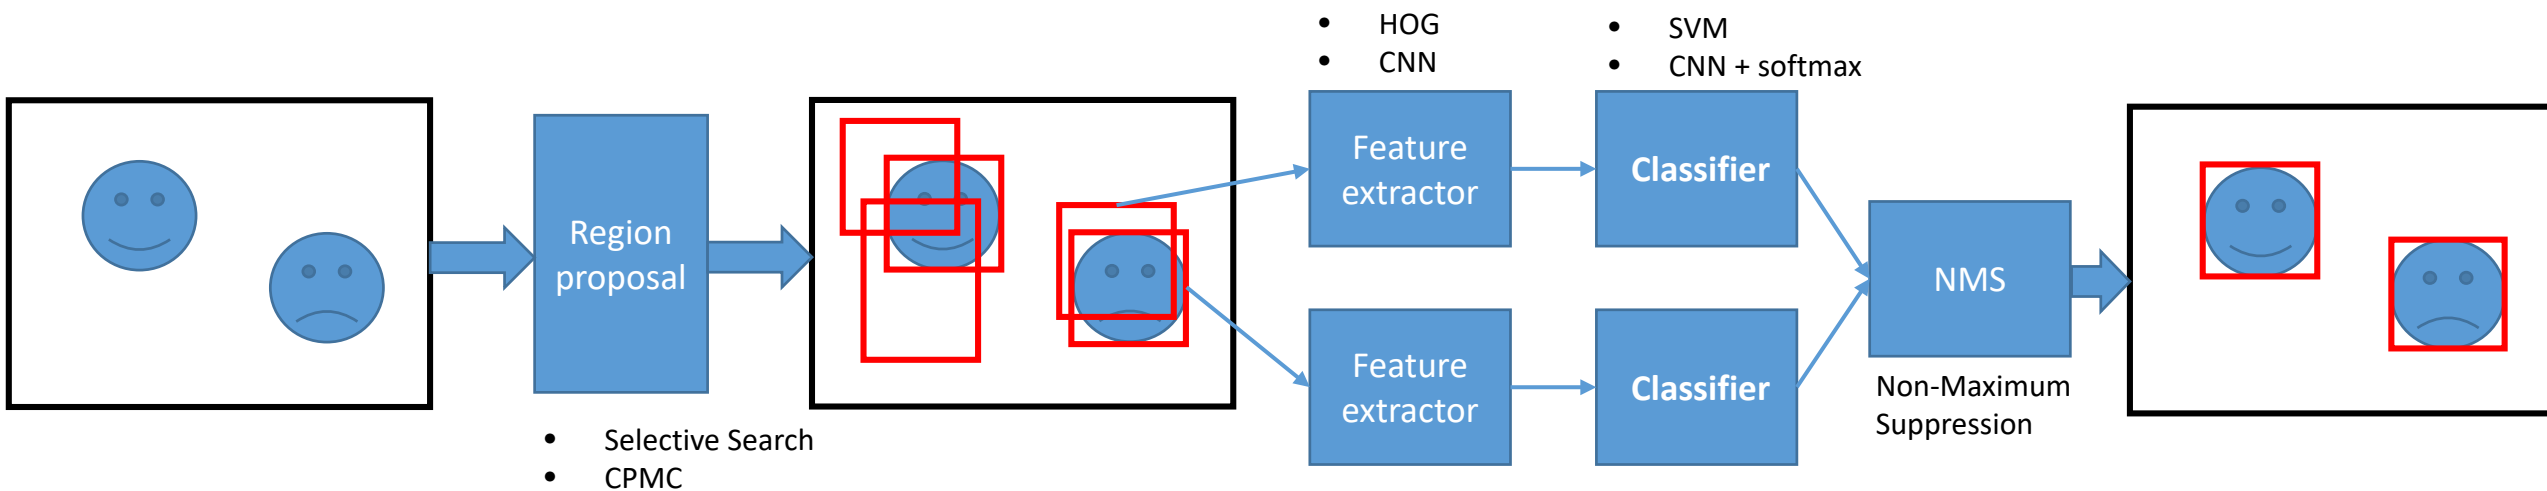 • HOG
• CNN
• SVM
• CNN + softmax
Region
proposal
• Selective Search
• CPMC
Feature
extractor
Classifier
Feature
extractor
Classifier
NMS
Non-Maximum
Suppression